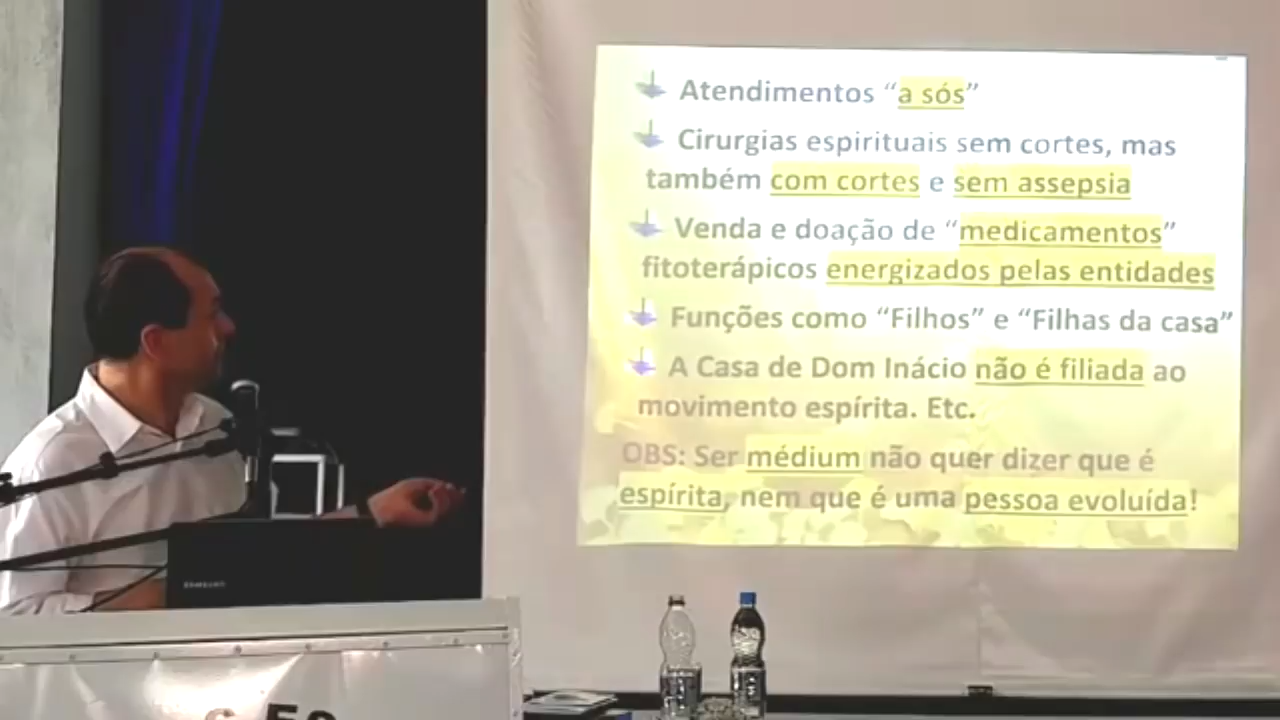 Atendimentos “a sós”
Cirurgias espirituais sem cortes, mas
também com cortes e sem assepsia
Venda e doação de “medicamentos”
fitoterápicos energizados pelas entidades
Funções como “Filhos” e “Filhas da casa”
A Casa de Dom Inácio não é filiada ao
movimento espírita. Etc.
OBS: Ser médium não quer dizer que é
espírita, nem que é uma pessoa evoluída!
SAMSUNG